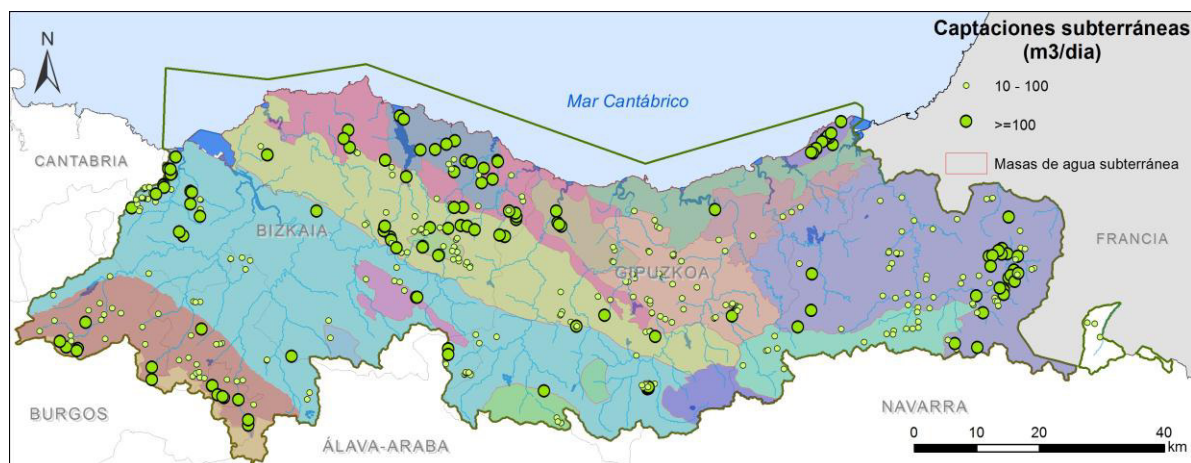 Captaciones subterráneas
(m3/dia)
10 - 100
>=100
Masas de agua subterránea
N
Mar Cantábrico
CANTABRIA
BIZKAIA
GIPUZKOA
FRANCIA
BURGOS
ÁLAVA-ARABA
NAVARRA
0 10 20 30 40
km